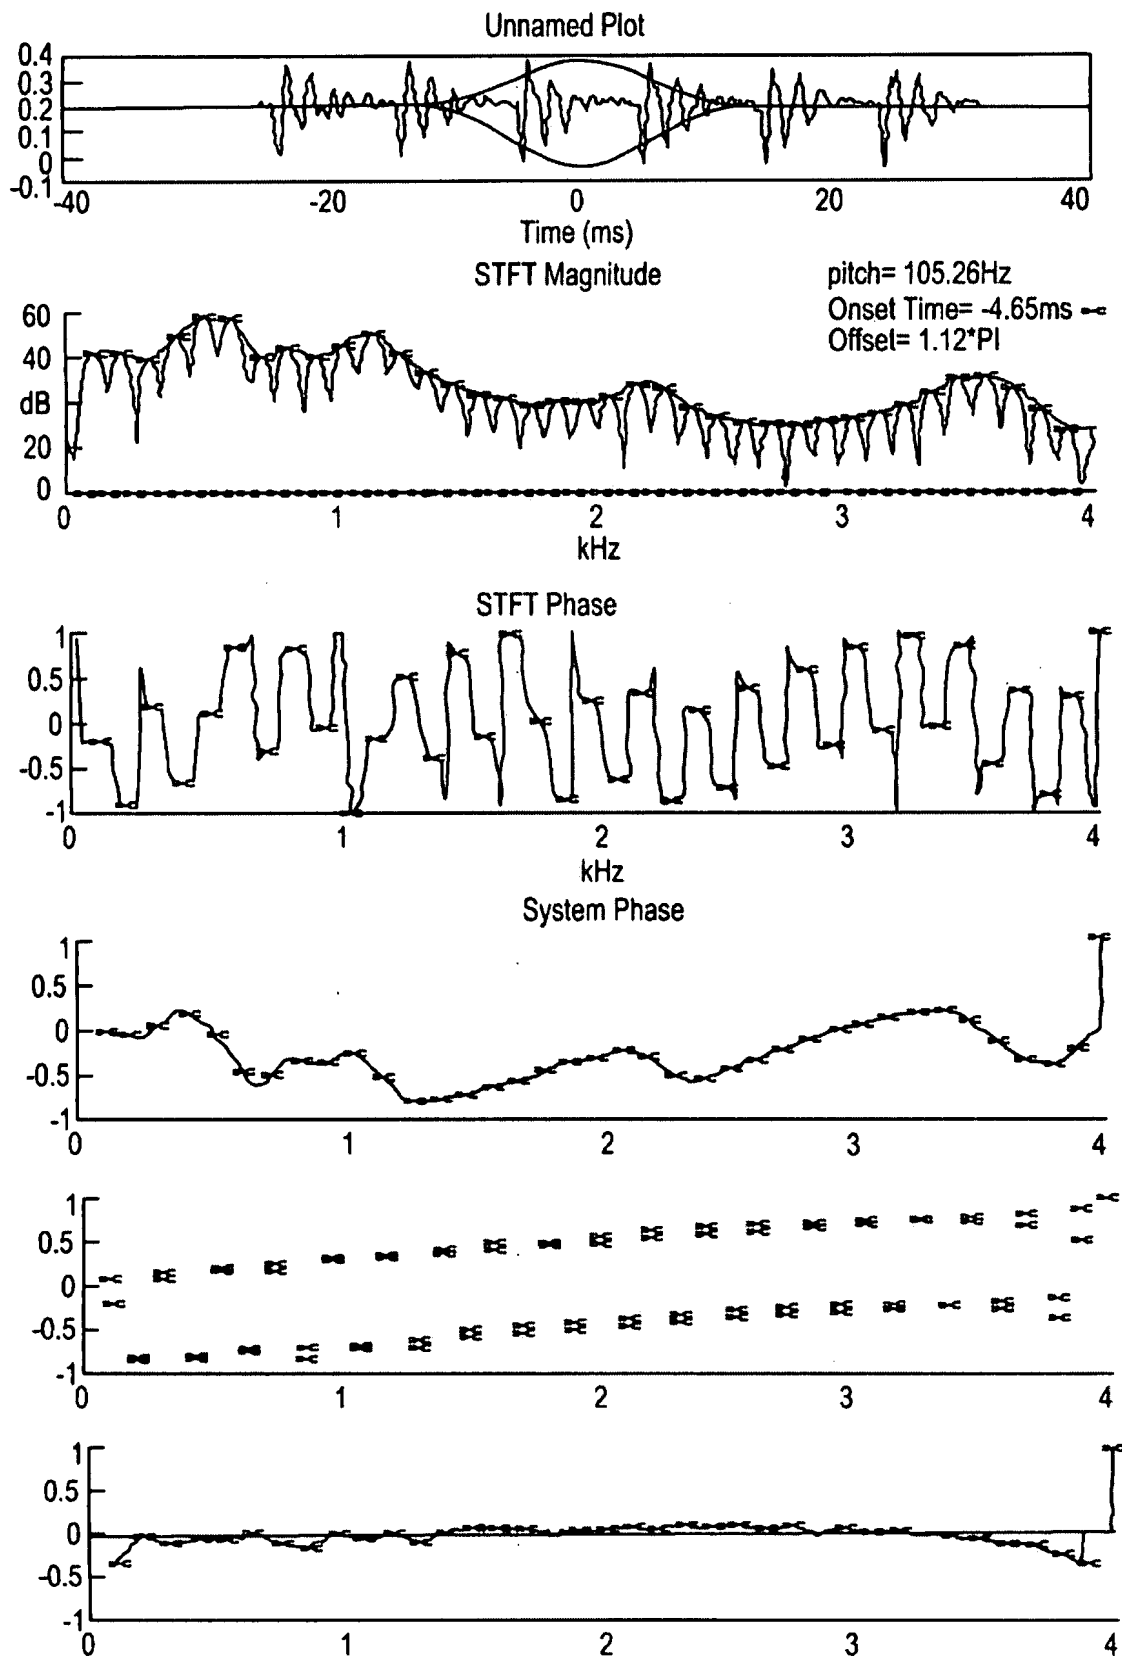 Unnamed Plot
0.4
0.3
0.2
0.1
0
-0.1
-40 -20 0 20 40
Time (ms)
STFT Magnitude
pitch= 105.26Hz
Onset Time= -4.65ms
Offset= 1.12*PI
60
40
dB
20
0
0 1 2 3 4
kHz
STFT Phase
1
0.5
0
-0.5
-1
0 1 2 3 4
kHz
System Phase
1
0.5
0
-0.5
-1
0 1 2 3 4
1
0.5
0
-0.5
-1
0 1 2 3 4
1
0.5
0
-0.5
-1
0 1 2 3 4